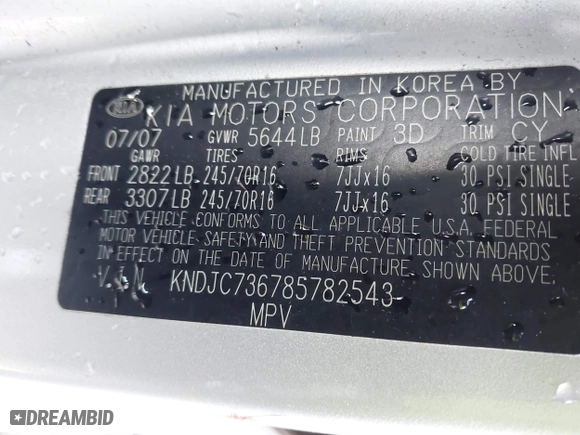 MANUFACTURED IN KOREA BY
KIA KIA MOTORS CORPORATION
07/07 GVWR 5644LB PAINT 3D TRIM CY
GAWR TIRES RIMS COLD TIRE INFL
FRONT 2822LB 245/70R16 7JJx16 30 PSI SINGLE
REAR 3307LB 245/70R16 7JJx16 30 PSI SINGLE
THIS VEHICLE CONFORMS TO ALL APPLICABLE U.S.A. FEDERAL
MOTOR VEHICLE SAFETY AND THEFT PREVENTION STANDARDS
IN EFFECT ON THE DATE OF MANUFACTURE SHOWN ABOVE.
V.I.N KNDJC736785782543
MPV
DREAMBID